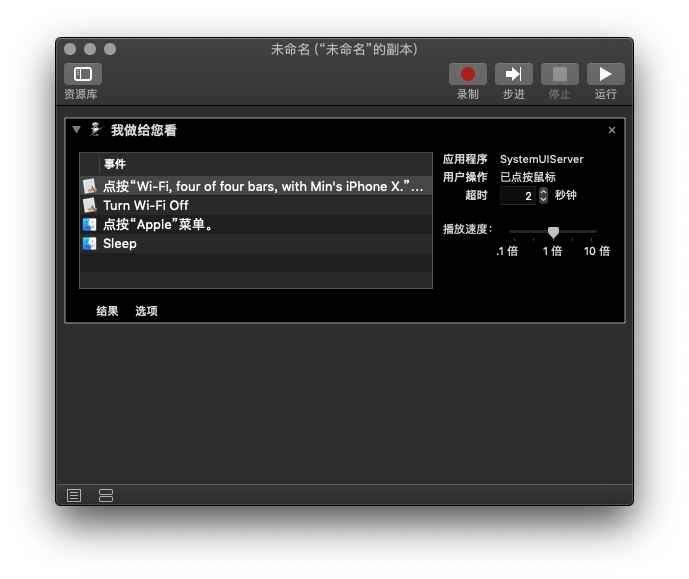 未命名 (“未命名”的副本)
资源库
录制
步进
停止
运行
我做给您看
事件
点按“Wi-Fi, four of four bars, with Min's iPhone X.”...
Turn Wi-Fi Off
点按“Apple”菜单。
Sleep
应用程序 SystemUIServer
用户操作 已点按鼠标
超时 2 秒钟
播放速度：
.1 倍 1 倍 10 倍
结果 选项